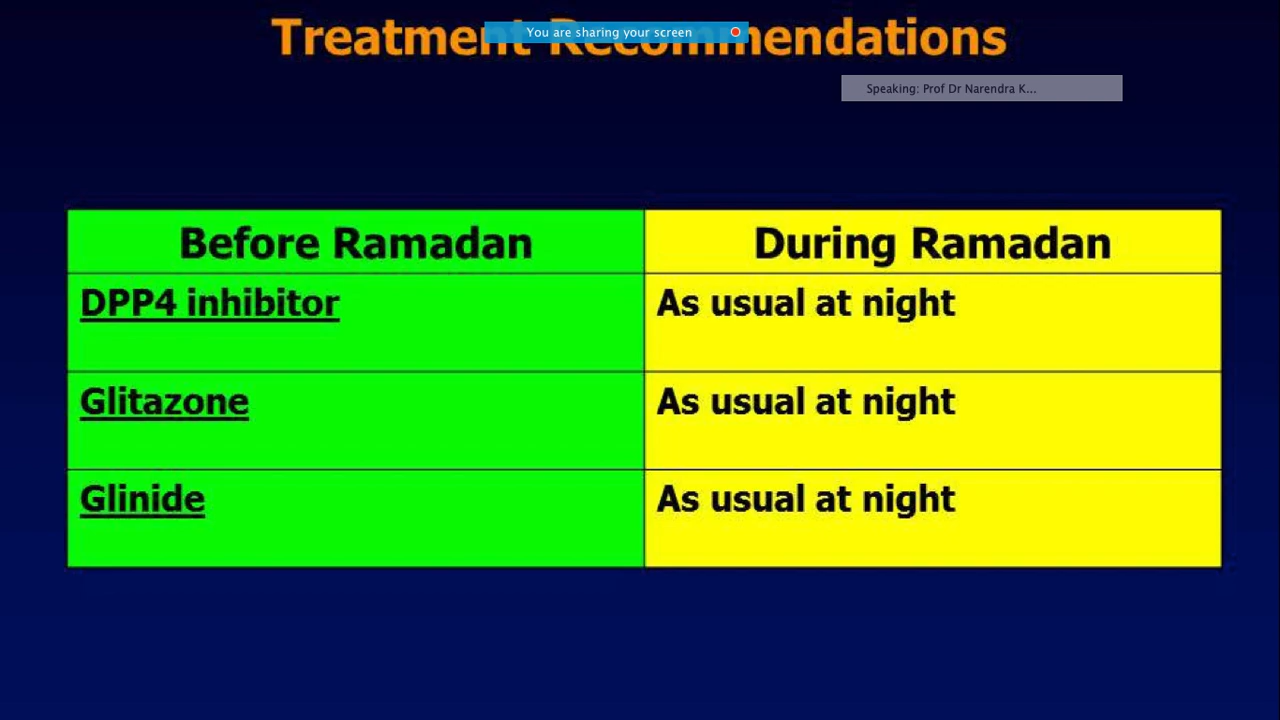 Treatment Recommendations
You are sharing your screen
Speaking: Prof Dr Narendra K...
Before Ramadan
During Ramadan
DPP4 inhibitor
As usual at night
Glitazone
As usual at night
Glinide
As usual at night